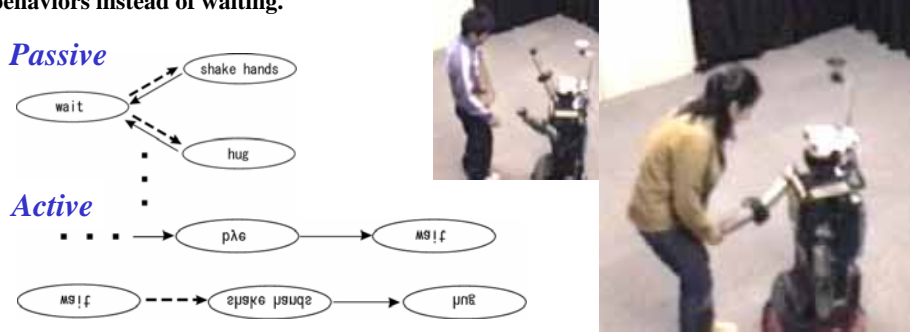 behaviors instead of waiting.
Passive
shake hands
wait
hug
Active
bye
wait
wait
shake hands
hug